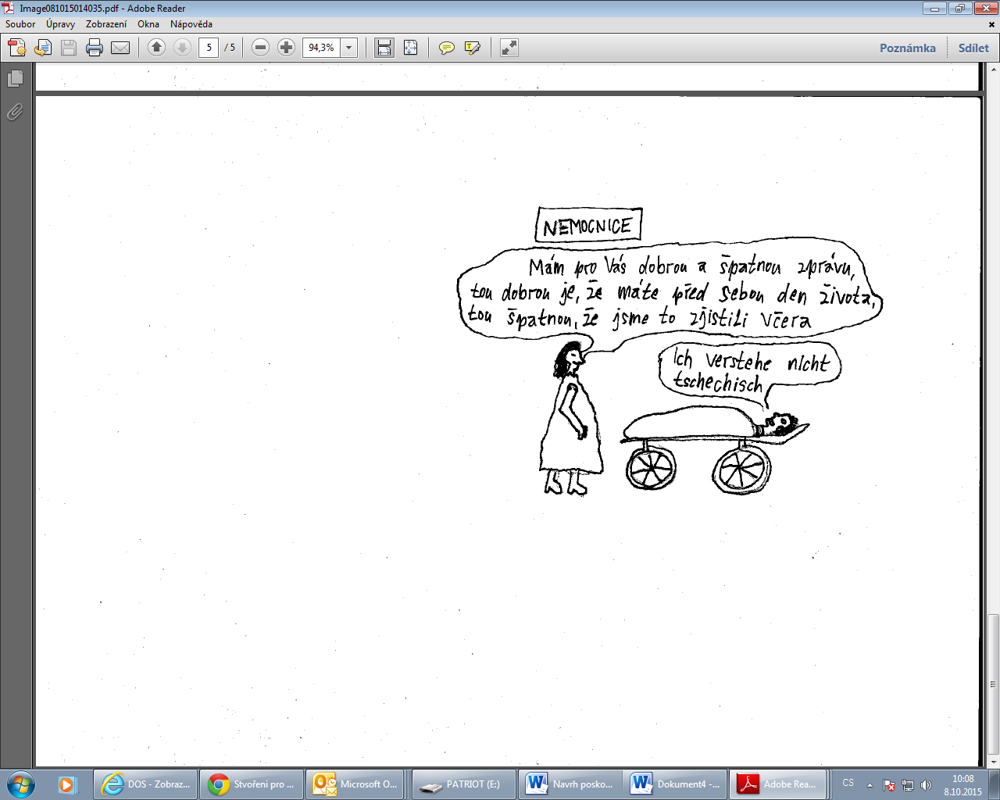 Image081015014035.pdf - Adobe Reader
Soubor Úpravy Zobrazení Okna Nápověda
5 / 5 94,3% Poznámka Sdílet
NEMOCNICE
Mám pro Vás dobrou a špatnou zprávu,
tou dobrou je, že máte před sebou den života,
tou špatnou, že jsme to zjistili včera
Ich verstehe nicht
tschechisch
DOS - Zobraz... Stvořeni pro ... Microsoft O... PATRIOT (E:) Navrh posko... Dokument4 -... Adobe Rea... CS 10:08
8.10.2015